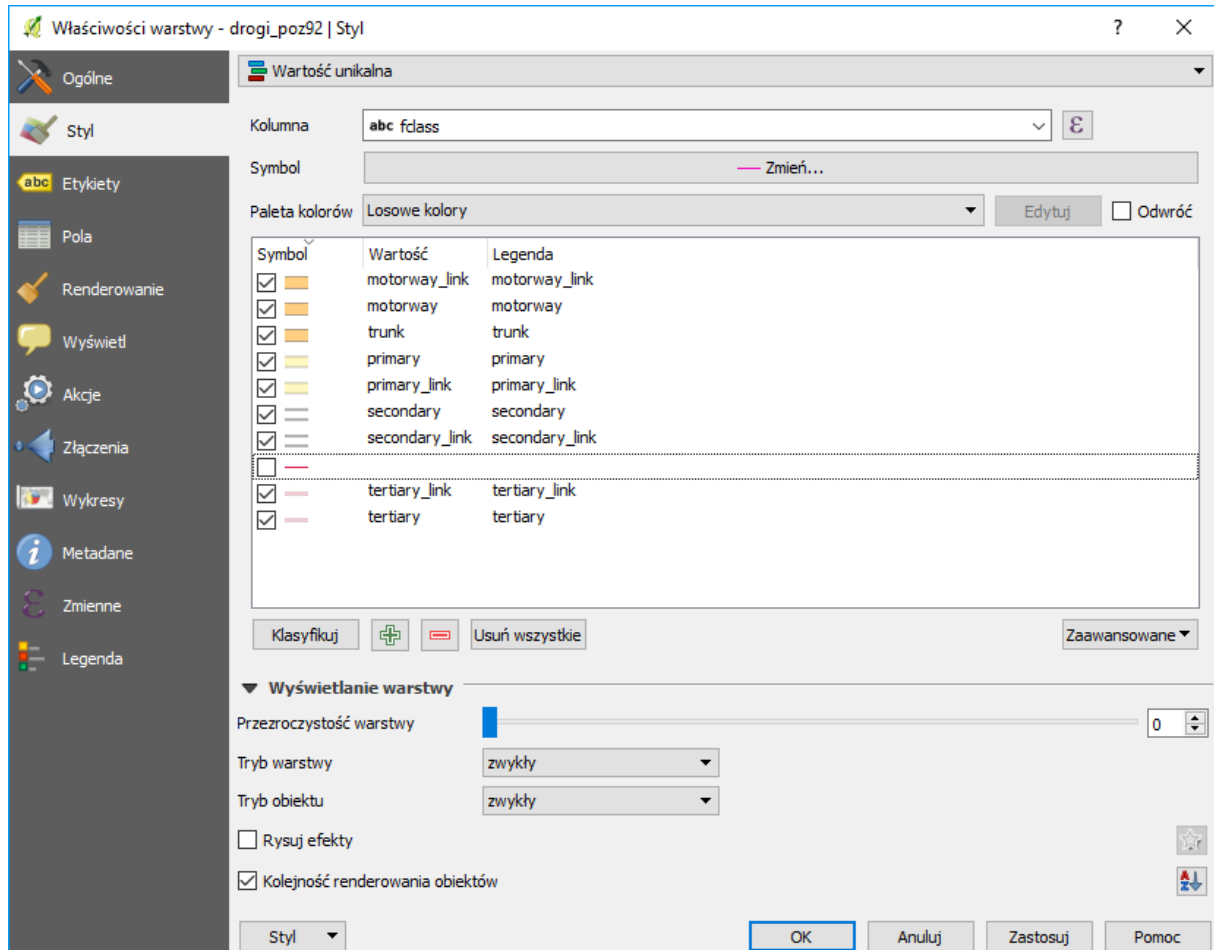 Właściwości warstwy - drogi_poz92 | Styl
?
Ogólne
Styl
abc Etykiety
Pola
Renderowanie
Wyświetl
Akcje
Złączenia
Wykresy
Metadane
Zmienne
Legenda
Wartość unikalna
Kolumna abc fclass ε
Symbol Zmień...
Paleta kolorów Losowe kolory Edytuj Odwróć
Symbol Wartość Legenda
motorway_link motorway_link
motorway motorway
trunk trunk
primary primary
primary_link primary_link
secondary secondary
secondary_link secondary_link
tertiary_link tertiary_link
tertiary tertiary
Klasyfikuj Usuń wszystkie Zaawansowane
Wyświetlanie warstwy
Przezroczystość warstwy 0
Tryb warstwy zwykły
Tryb obiektu zwykły
Rysuj efekty
Kolejność renderowania obiektów
Styl OK Anuluj Zastosuj Pomoc